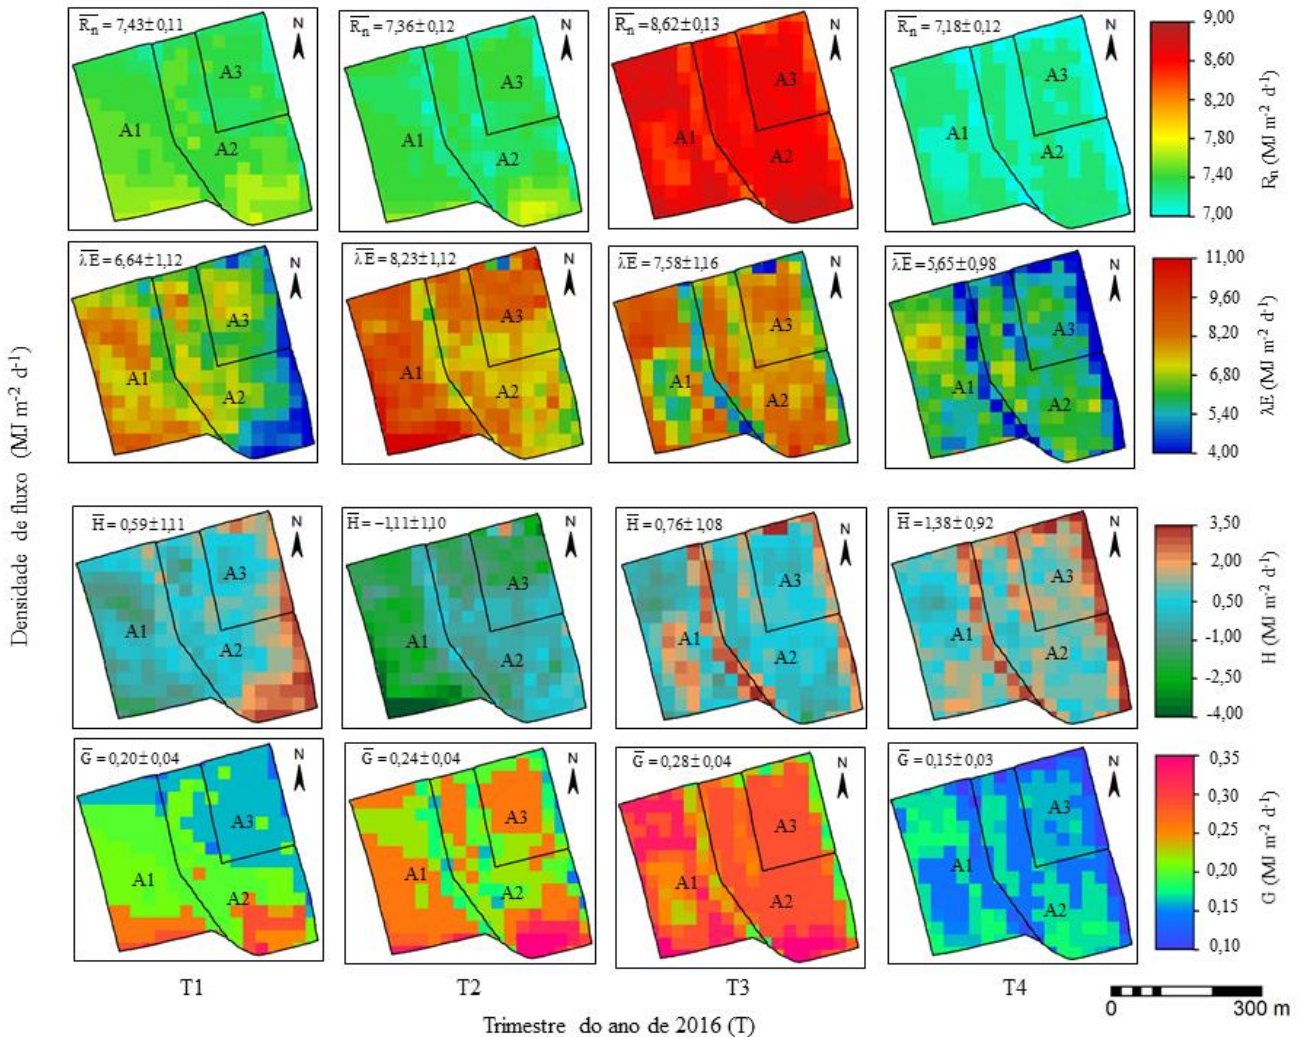 R̅n̅ = 7,43±0,11 N A1 A2 A3
R̅n̅ = 7,36±0,12 N A1 A2 A3
R̅n̅ = 8,62±0,13 N A1 A2 A3
R̅n̅ = 7,18±0,12 N A1 A2 A3
9,00
8,60
8,20
7,80
7,40
7,00
Rn (MJ m-2 d-1)
λ̅E̅ = 6,64±1,12 N A1 A2 A3
λ̅E̅ = 8,23±1,12 N A1 A2 A3
λ̅E̅ = 7,58±1,16 N A1 A2 A3
λ̅E̅ = 5,65±0,98 N A1 A2 A3
11,00
9,60
8,20
6,80
5,40
4,00
λE (MJ m-2 d-1)
Densidade de fluxo (MJ m-2 d-1)
H̅ = 0,59±1,11 N A1 A2 A3
H̅ = −1,11±1,10 N A1 A2 A3
H̅ = 0,76±1,08 N A1 A2 A3
H̅ = 1,38±0,92 N A1 A2 A3
3,50
2,00
0,50
-1,00
-2,50
-4,00
H (MJ m-2 d-1)
G̅ = 0,20±0,04 N A1 A2 A3
G̅ = 0,24±0,04 N A1 A2 A3
G̅ = 0,28±0,04 N A1 A2 A3
G̅ = 0,15±0,03 N A1 A2 A3
0,35
0,30
0,25
0,20
0,15
0,10
G (MJ m-2 d-1)
T1 T2 T3 T4
0 300 m
Trimestre do ano de 2016 (T)